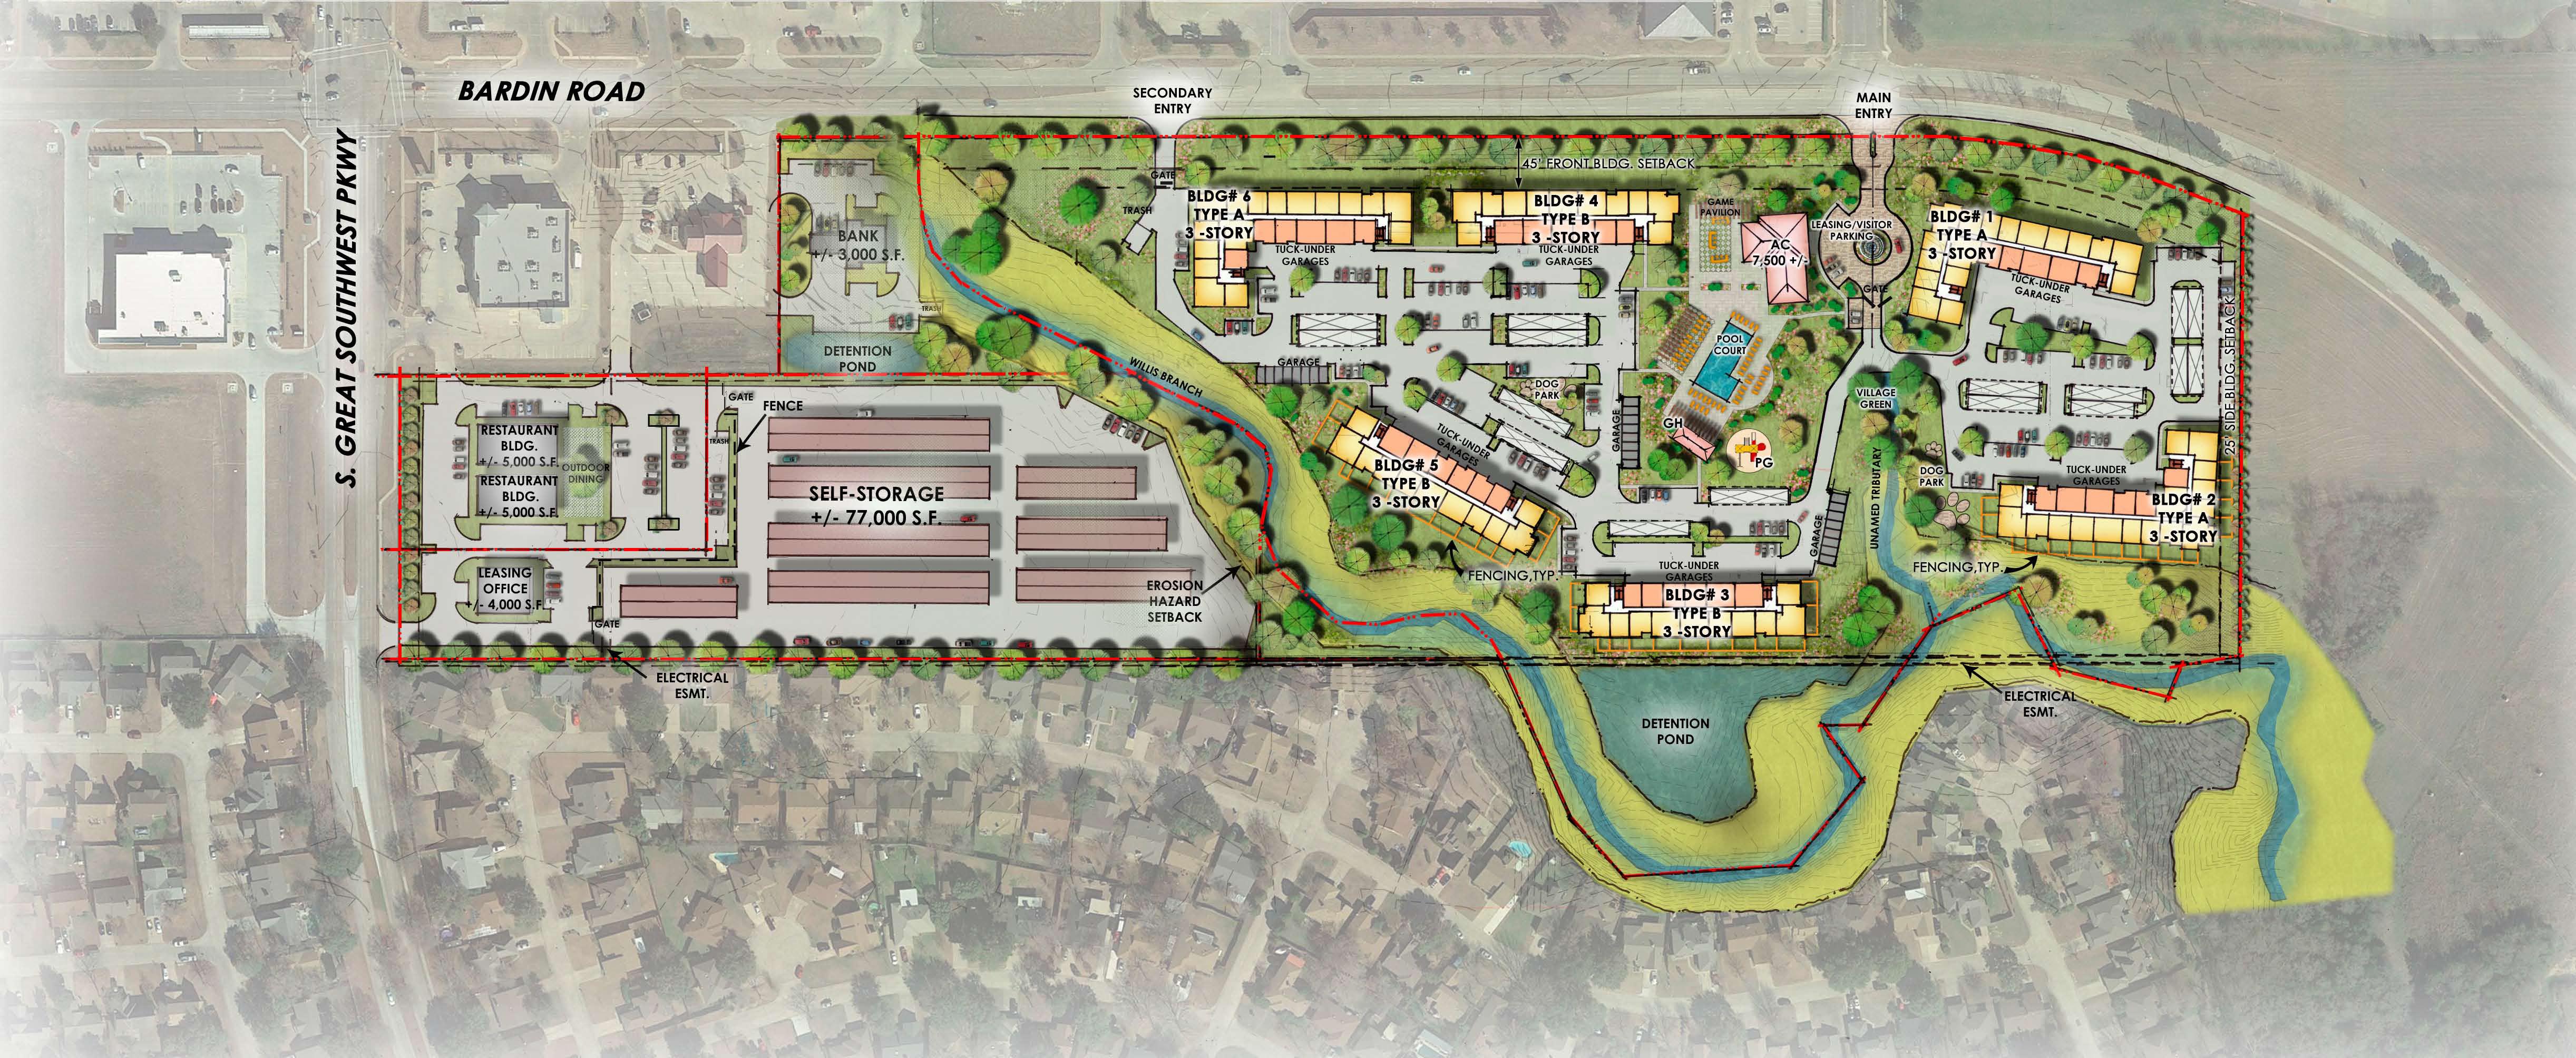 BARDIN ROAD
S. GREAT SOUTHWEST PKWY
SECONDARY
ENTRY
MAIN
ENTRY
45' FRONT BLDG. SETBACK
GATE
TRASH
BLDG# 6
TYPE A
3 -STORY
TUCK-UNDER
GARAGES
BLDG# 4
TYPE B
3 -STORY
TUCK-UNDER
GARAGES
GAME
PAVILION
AC
7,500 +/-
LEASING/VISITOR
PARKING
GATE
BLDG# 1
TYPE A
3 -STORY
TUCK-UNDER
GARAGES
25' SIDE BLDG. SETBACK
BANK
+/- 3,000 S.F.
TRASH
DETENTION
POND
WILLIS BRANCH
GARAGE
DOG
PARK
GARAGE
POOL
COURT
GH
PG
VILLAGE
GREEN
UNAMED TRIBUTARY
DOG
PARK
TUCK-UNDER
GARAGES
BLDG# 2
TYPE A
3 -STORY
FENCING,TYP.
GATE
FENCE
TRASH
RESTAURANT
BLDG.
+/- 5,000 S.F.
RESTAURANT
BLDG.
+/- 5,000 S.F.
OUTDOOR
DINING
SELF-STORAGE
+/- 77,000 S.F.
LEASING
OFFICE
+/- 4,000 S.F.
GATE
ELECTRICAL
ESMT.
EROSION
HAZARD
SETBACK
TUCK-UNDER
GARAGES
BLDG# 5
TYPE B
3 -STORY
FENCING,TYP.
GARAGE
TUCK-UNDER
GARAGES
BLDG# 3
TYPE B
3 -STORY
DETENTION
POND
ELECTRICAL
ESMT.